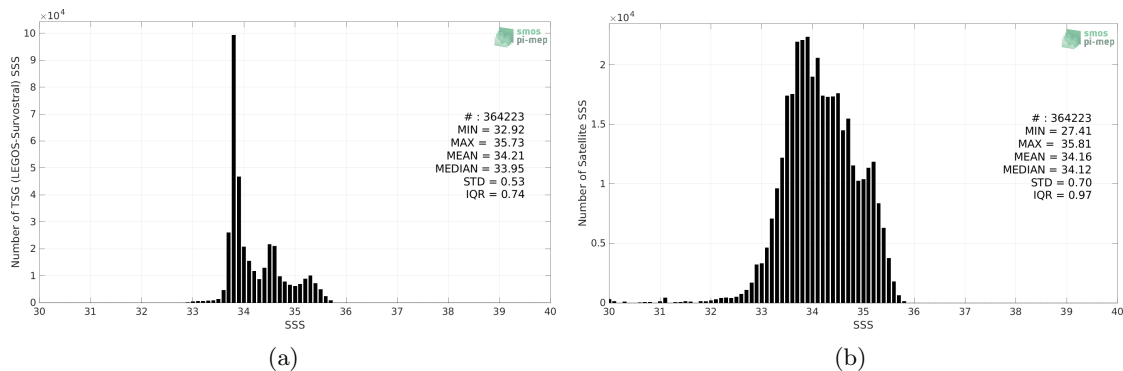 ×10⁴
10
9
8
7
6
5
4
3
2
1
0
30 31 32 33 34 35 36 37 38 39 40
SSS
Number of TSG (LEGOS-Survostral) SSS
smos
pi-mep
# : 364223
MIN = 32.92
MAX = 35.73
MEAN = 34.21
MEDIAN = 33.95
STD = 0.53
IQR = 0.74
(a)
×10⁴
2
1.5
1
0.5
0
30 31 32 33 34 35 36 37 38 39 40
SSS
Number of Satellite SSS
smos
pi-mep
# : 364223
MIN = 27.41
MAX = 35.81
MEAN = 34.16
MEDIAN = 34.12
STD = 0.70
IQR = 0.97
(b)